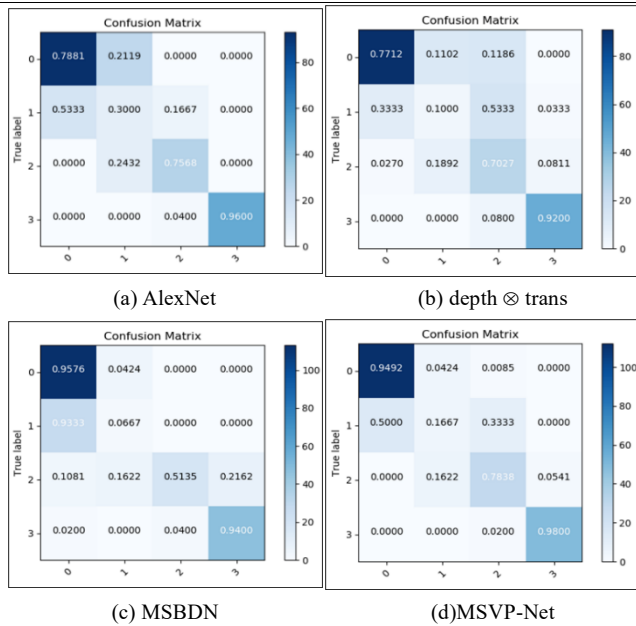 Confusion Matrix
True label
0 0.7881 0.2119 0.0000 0.0000
1 0.5333 0.3000 0.1667 0.0000
2 0.0000 0.2432 0.7568 0.0000
3 0.0000 0.0000 0.0400 0.9600
0 1 2 3
80
60
40
20
0
(a) AlexNet
Confusion Matrix
True label
0 0.7712 0.1102 0.1186 0.0000
1 0.3333 0.1000 0.5333 0.0333
2 0.0270 0.1892 0.7027 0.0811
3 0.0000 0.0000 0.0800 0.9200
0 1 2 3
80
60
40
20
0
(b) depth ⊗ trans
Confusion Matrix
True label
0 0.9576 0.0424 0.0000 0.0000
1 0.9333 0.0667 0.0000 0.0000
2 0.1081 0.1622 0.5135 0.2162
3 0.0200 0.0000 0.0400 0.9400
0 1 2 3
100
80
60
40
20
0
(c) MSBDN
Confusion Matrix
True label
0 0.9492 0.0424 0.0085 0.0000
1 0.5000 0.1667 0.3333 0.0000
2 0.0000 0.1622 0.7838 0.0541
3 0.0000 0.0000 0.0200 0.9800
0 1 2 3
100
80
60
40
20
0
(d)MSVP-Net